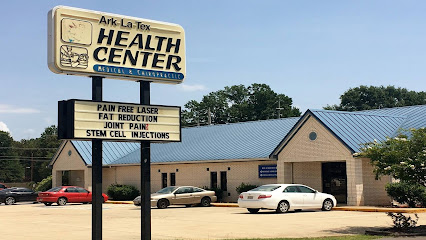 Ark-La-Tex
HEALTH
CENTER
MEDICAL & CHIROPRACTIC
PAIN FREE LASER
FAT REDUCTION
JOINT PAIN?
STEM CELL INJECTIONS